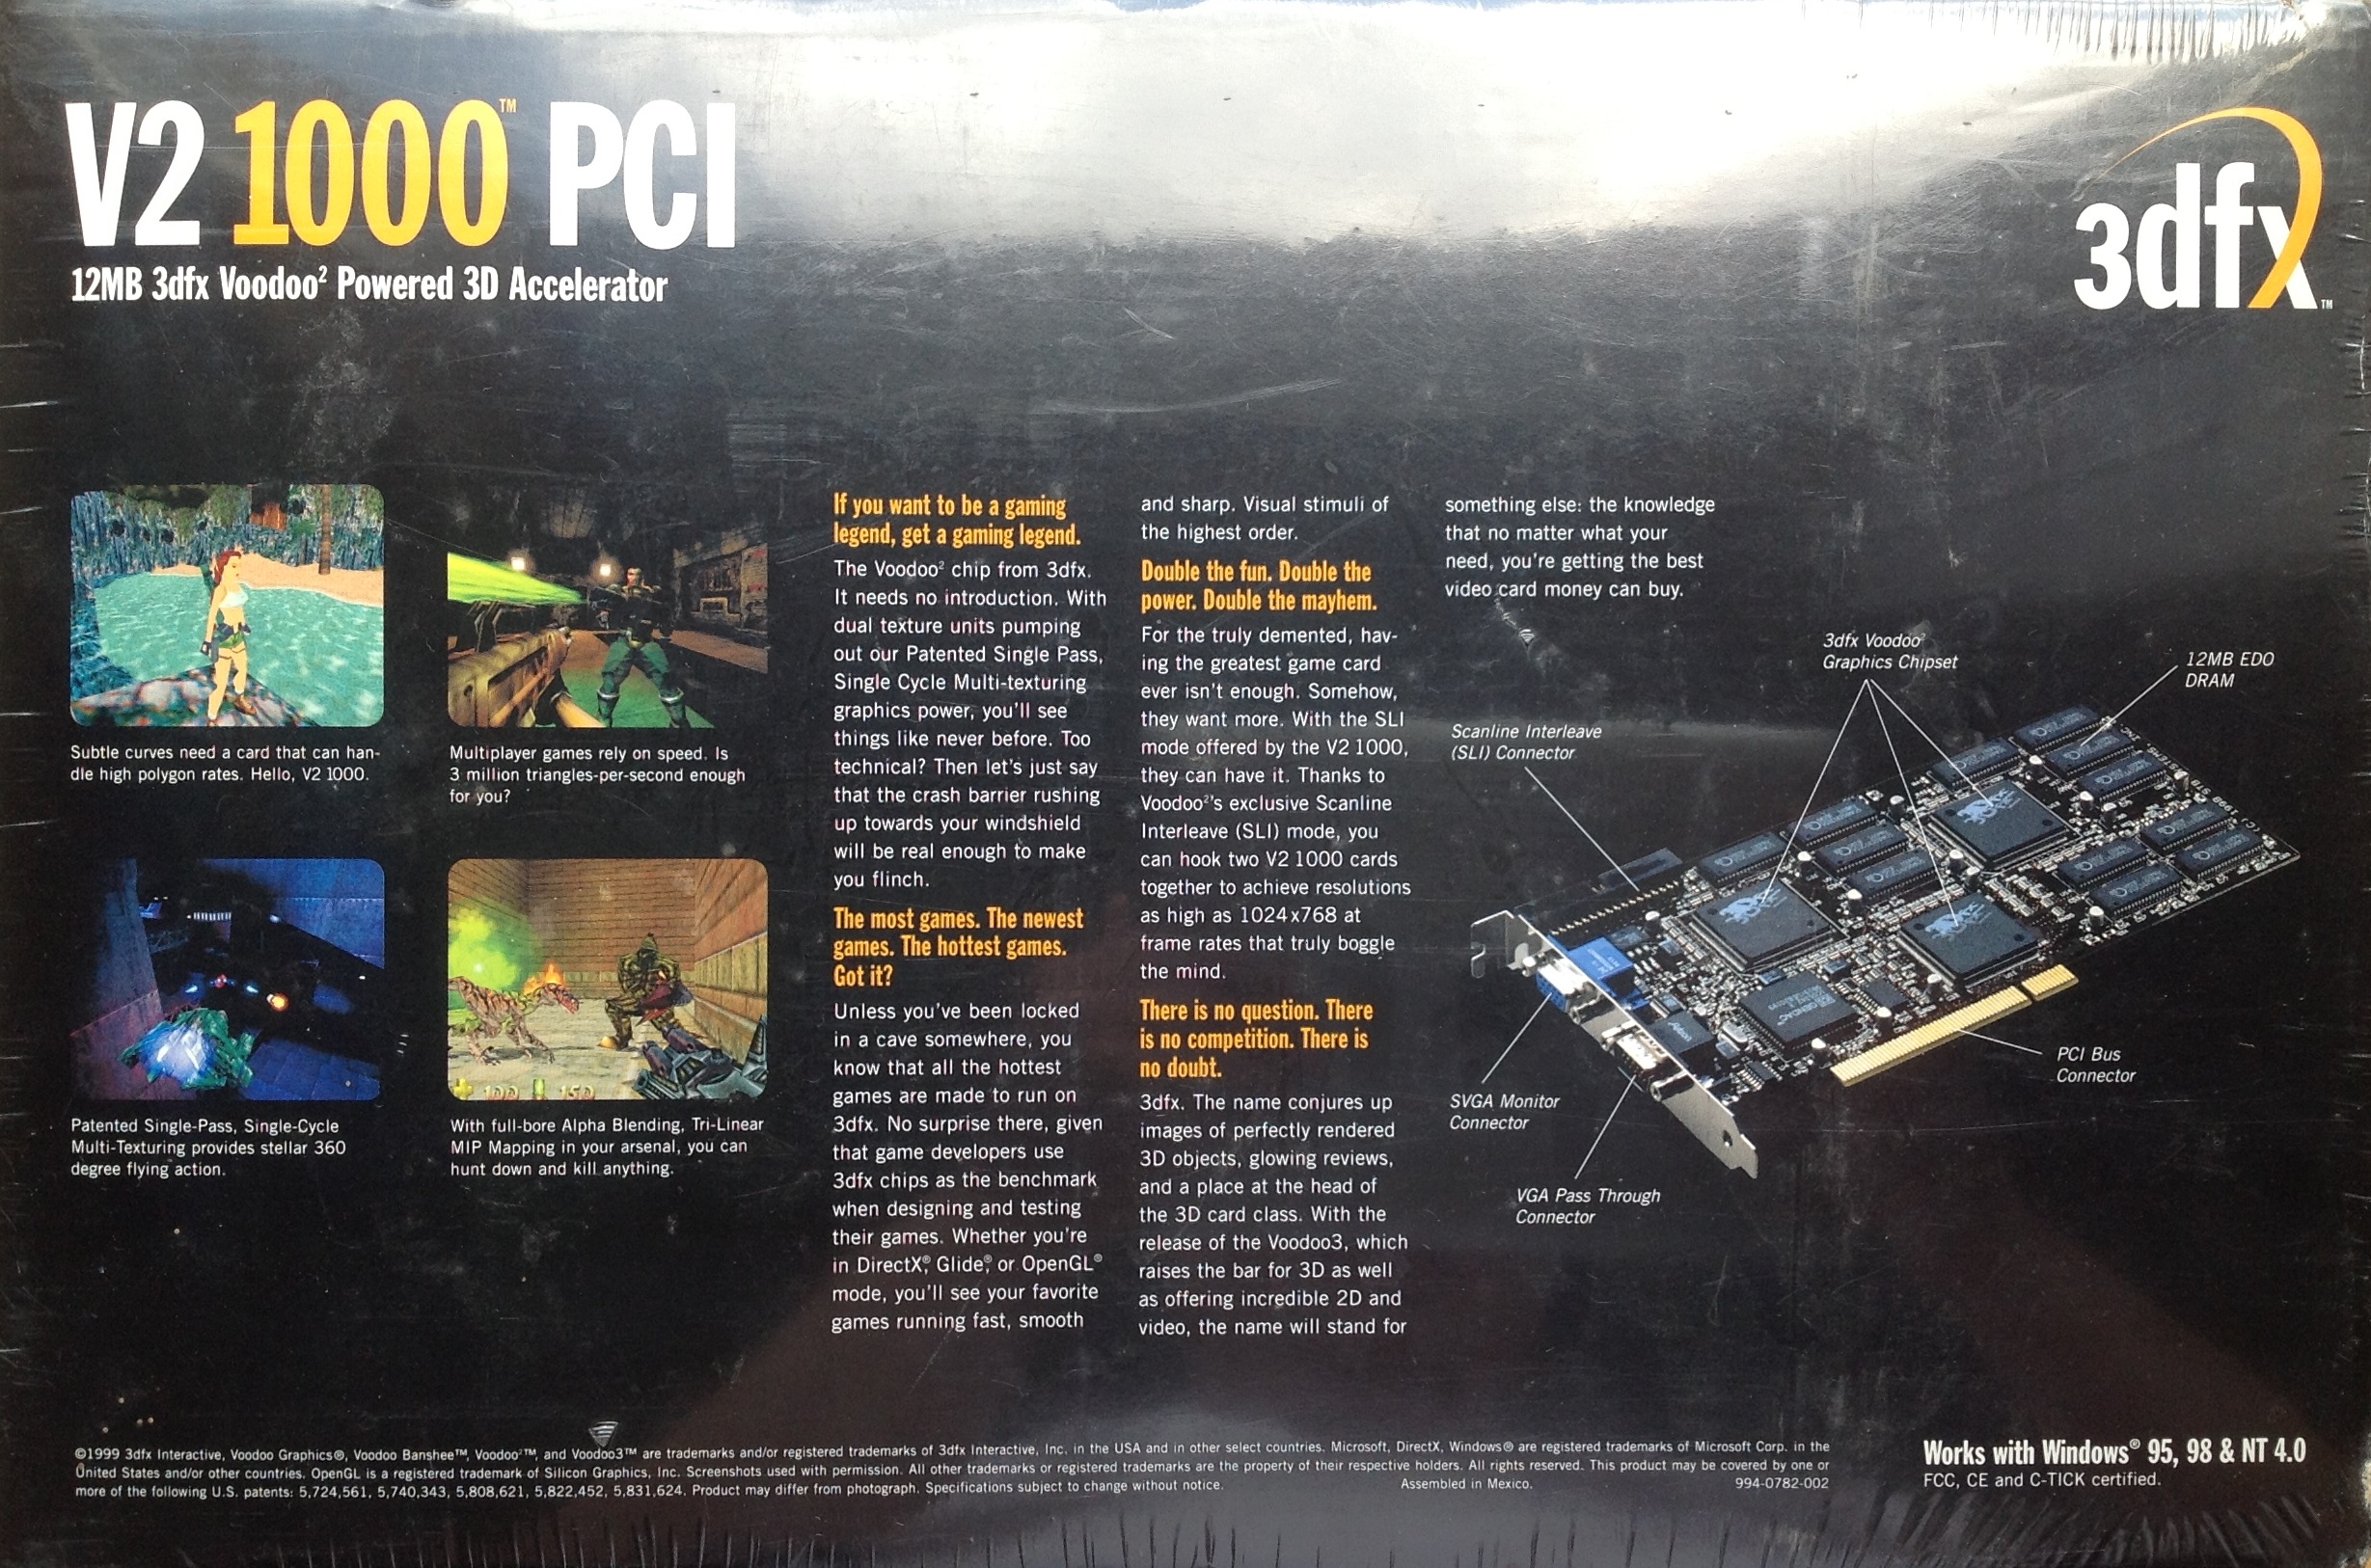 V2 1000™ PCI
12MB 3dfx Voodoo² Powered 3D Accelerator
3dfx™
Subtle curves need a card that can han-
dle high polygon rates. Hello, V2 1000.
Multiplayer games rely on speed. Is
3 million triangles-per-second enough
for you?
Patented Single-Pass, Single-Cycle
Multi-Texturing provides stellar 360
degree flying action.
With full-bore Alpha Blending, Tri-Linear
MIP Mapping in your arsenal, you can
hunt down and kill anything.
If you want to be a gaming
legend, get a gaming legend.
The Voodoo² chip from 3dfx.
It needs no introduction. With
dual texture units pumping
out our Patented Single Pass,
Single Cycle Multi-texturing
graphics power, you'll see
things like never before. Too
technical? Then let's just say
that the crash barrier rushing
up towards your windshield
will be real enough to make
you flinch.
The most games. The newest
games. The hottest games.
Got it?
Unless you've been locked
in a cave somewhere, you
know that all the hottest
games are made to run on
3dfx. No surprise there, given
that game developers use
3dfx chips as the benchmark
when designing and testing
their games. Whether you're
in DirectX®, Glide®, or OpenGL®
mode, you'll see your favorite
games running fast, smooth
and sharp. Visual stimuli of
the highest order.
Double the fun. Double the
power. Double the mayhem.
For the truly demented, hav-
ing the greatest game card
ever isn't enough. Somehow,
they want more. With the SLI
mode offered by the V2 1000,
they can have it. Thanks to
Voodoo²'s exclusive Scanline
Interleave (SLI) mode, you
can hook two V2 1000 cards
together to achieve resolutions
as high as 1024x768 at
frame rates that truly boggle
the mind.
There is no question. There
is no competition. There is
no doubt.
3dfx. The name conjures up
images of perfectly rendered
3D objects, glowing reviews,
and a place at the head of
the 3D card class. With the
release of the Voodoo3, which
raises the bar for 3D as well
as offering incredible 2D and
video, the name will stand for
something else: the knowledge
that no matter what your
need, you're getting the best
video card money can buy.
3dfx Voodoo²
Graphics Chipset
12MB EDO
DRAM
Scanline Interleave
(SLI) Connector
SVGA Monitor
Connector
VGA Pass Through
Connector
PCI Bus
Connector
©1999 3dfx Interactive, Voodoo Graphics®, Voodoo Banshee™, Voodoo²™, and Voodoo3™ are trademarks and/or registered trademarks of 3dfx Interactive, Inc. in the USA and in other select countries. Microsoft, DirectX, Windows® are registered trademarks of Microsoft Corp. in the
United States and/or other countries. OpenGL is a registered trademark of Silicon Graphics, Inc. Screenshots used with permission. All other trademarks or registered trademarks are the property of their respective holders. All rights reserved. This product may be covered by one or
more of the following U.S. patents: 5,724,561, 5,740,343, 5,808,621, 5,822,452, 5,831,624. Product may differ from photograph. Specifications subject to change without notice. Assembled in Mexico. 994-0782-002
Works with Windows® 95, 98 & NT 4.0
FCC, CE and C-TICK certified.